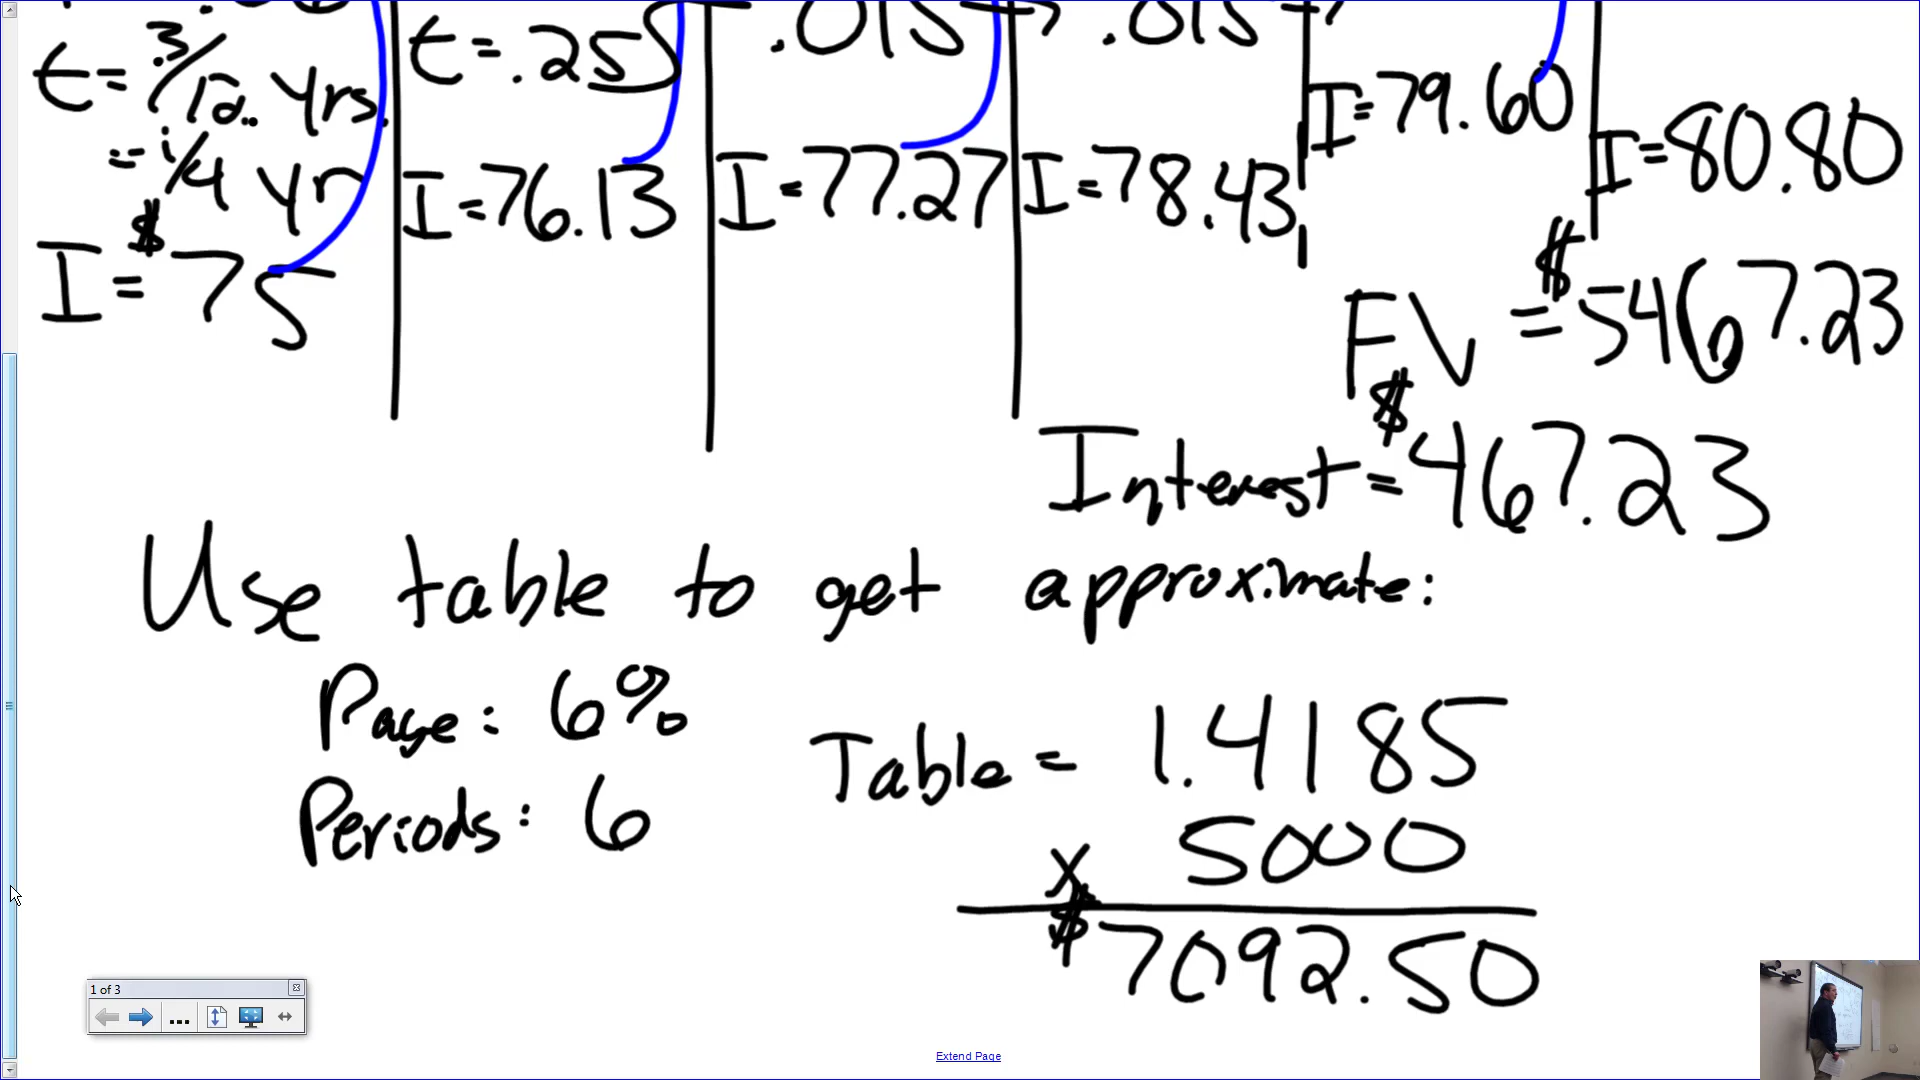 t = 3/12 yrs.
= 1/4 yr
I = $75
t = .25
I = 76.13
.015
I = 77.27
.015
I = 78.43
I = 79.60
I = 80.80
FV = $5467.23
Interest = $467.23
Use table to get approximate:
Page: 6%
Periods: 6
Table = 1.4185
x 5000
$7092.50
1 of 3
...
Extend Page